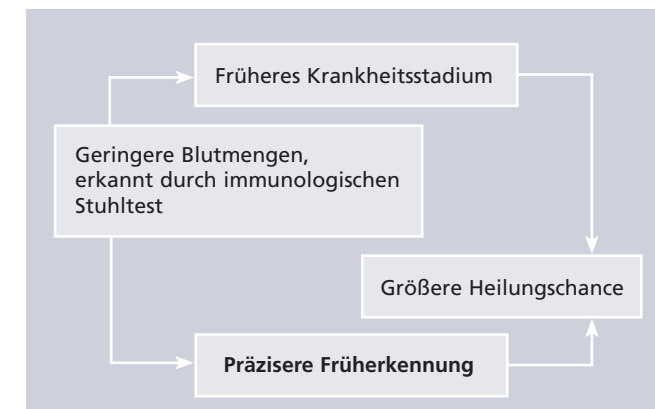 Früheres Krankheitsstadium
Geringere Blutmengen,
erkannt durch immunologischen
Stuhltest
Größere Heilungschance
Präzisere Früherkennung